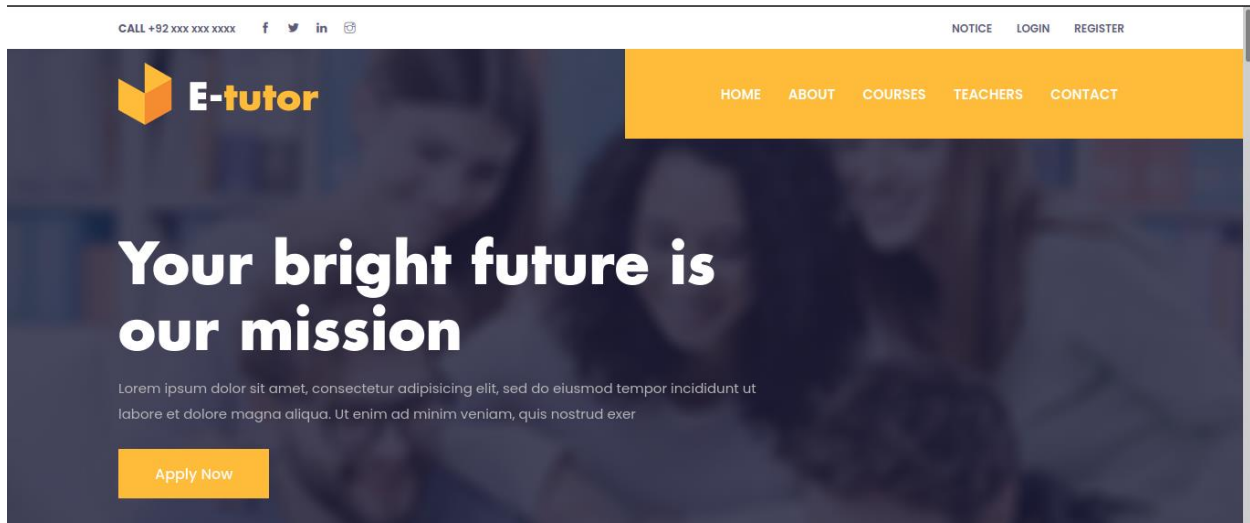 CALL +92 xxx xxx xxxx
NOTICE LOGIN REGISTER
E-tutor
HOME ABOUT COURSES TEACHERS CONTACT
Your bright future is
our mission
Lorem ipsum dolor sit amet, consectetur adipisicing elit, sed do eiusmod tempor incididunt ut
labore et dolore magna aliqua. Ut enim ad minim veniam, quis nostrud exer
Apply Now